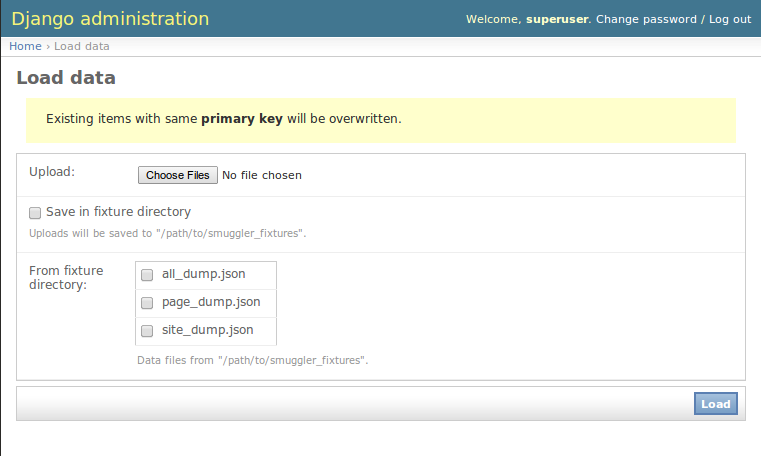 Django administration
Welcome, superuser. Change password / Log out
Home › Load data
Load data
Existing items with same primary key will be overwritten.
Upload:
Choose Files No file chosen
Save in fixture directory
Uploads will be saved to "/path/to/smuggler_fixtures".
From fixture
directory:
all_dump.json
page_dump.json
site_dump.json
Data files from "/path/to/smuggler_fixtures".
Load